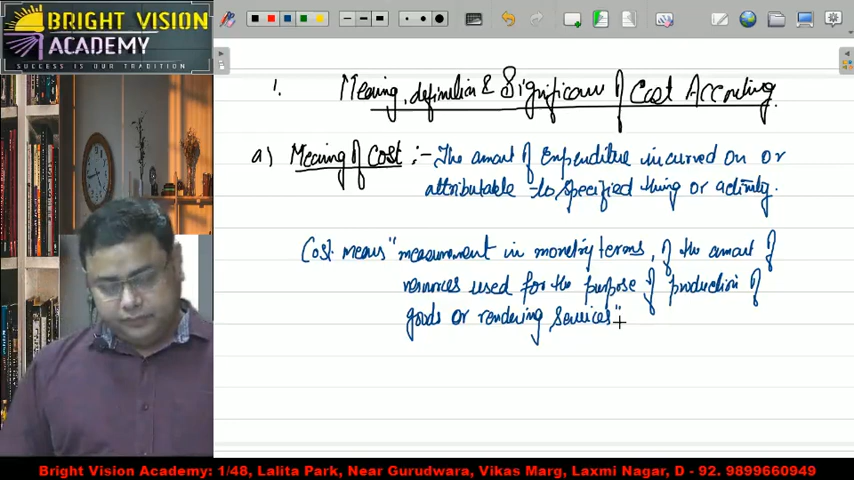 BRIGHT VISION
ACADEMY
SUCCESS IS OUR TRADITION
1. Meaning, definition & Significance of Cost Accounting
a) Meaning of Cost :- The amount of Expenditure incurred on or
attributable to specified thing or activity.
Cost means "measurement in monetary terms, of the amount of
resources used for the purpose of production of
goods or rendering services"
Bright Vision Academy: 1/48, Lalita Park, Near Gurudwara, Vikas Marg, Laxmi Nagar, D - 92. 9899660949